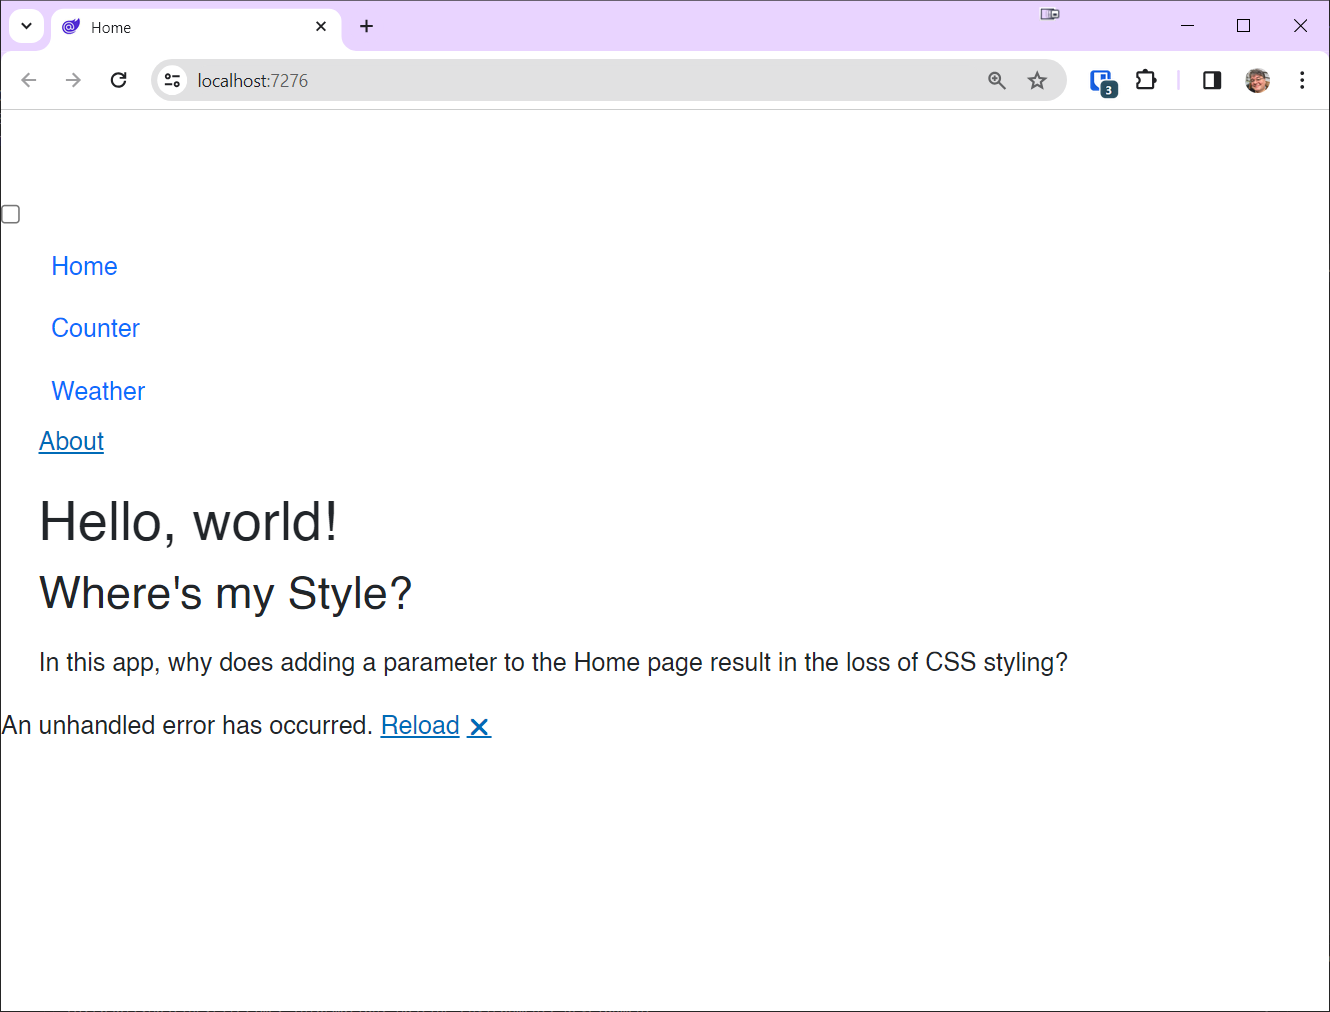 Home
localhost:7276
3
Home
Counter
Weather
About
Hello, world!
Where's my Style?
In this app, why does adding a parameter to the Home page result in the loss of CSS styling?
An unhandled error has occurred. Reload 🗙